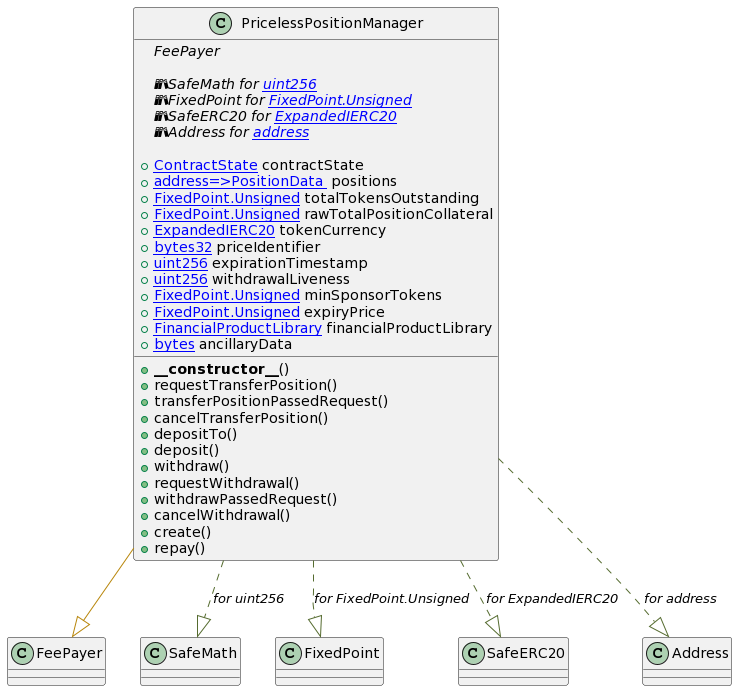 C PricelessPositionManager
FeePayer
SafeMath for uint256
FixedPoint for FixedPoint.Unsigned
SafeERC20 for ExpandedIERC20
Address for address
ContractState contractState
address=>PositionData positions
FixedPoint.Unsigned totalTokensOutstanding
FixedPoint.Unsigned rawTotalPositionCollateral
ExpandedIERC20 tokenCurrency
bytes32 priceIdentifier
uint256 expirationTimestamp
uint256 withdrawalLiveness
FixedPoint.Unsigned minSponsorTokens
FixedPoint.Unsigned expiryPrice
FinancialProductLibrary financialProductLibrary
bytes ancillaryData
__constructor__()
requestTransferPosition()
transferPositionPassedRequest()
cancelTransferPosition()
depositTo()
deposit()
withdraw()
requestWithdrawal()
withdrawPassedRequest()
cancelWithdrawal()
create()
repay()
for uint256
for FixedPoint.Unsigned
for ExpandedIERC20
for address
C FeePayer
C SafeMath
C FixedPoint
C SafeERC20
C Address